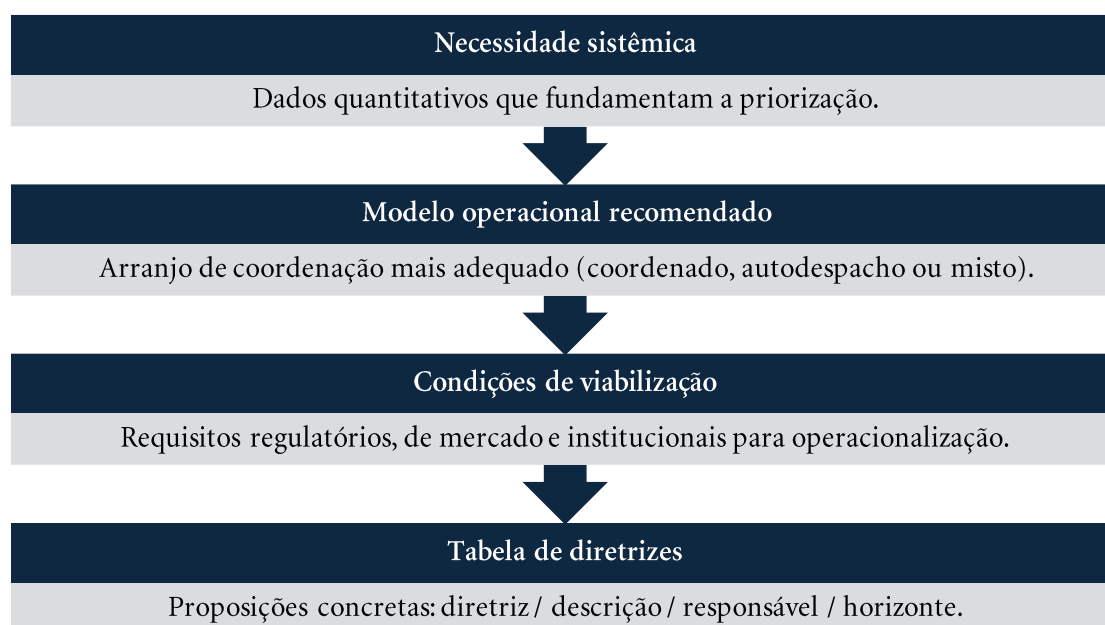 Necessidade sistêmica
Dados quantitativos que fundamentam a priorização.
Modelo operacional recomendado
Arranjo de coordenação mais adequado (coordenado, autodespacho ou misto).
Condições de viabilização
Requisitos regulatórios, de mercado e institucionais para operacionalização.
Tabela de diretrizes
Proposições concretas: diretriz / descrição / responsável / horizonte.